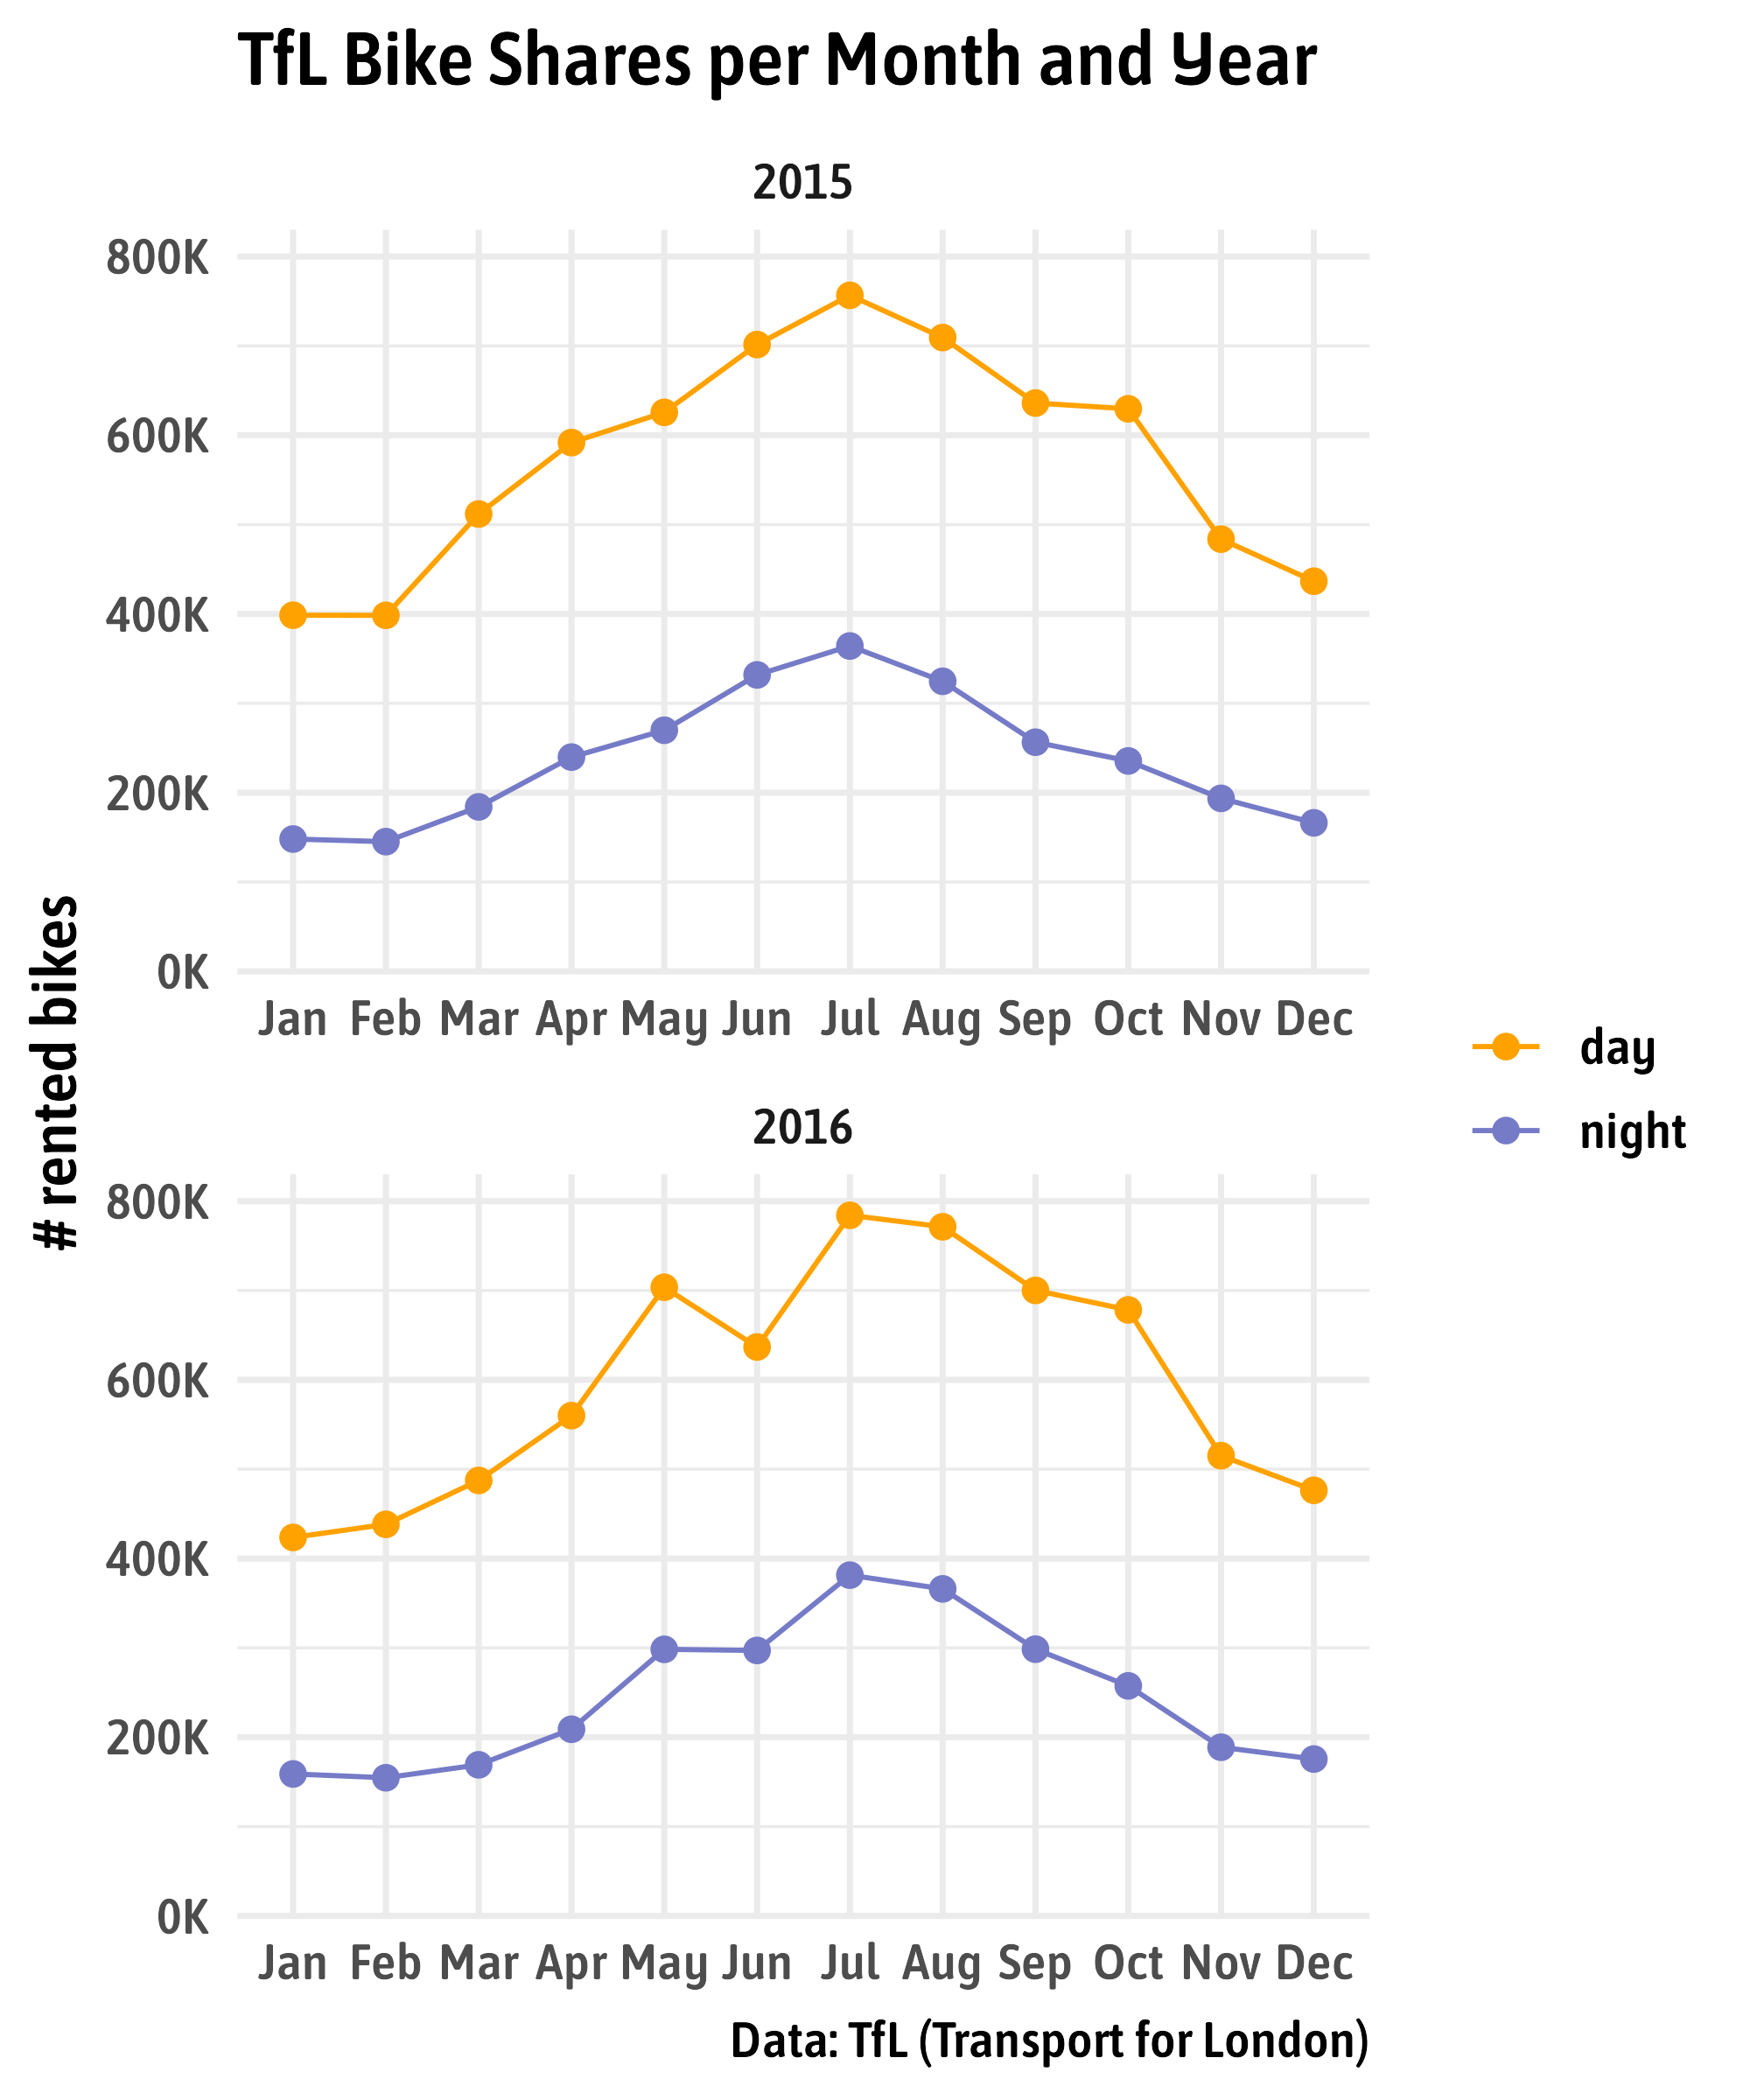 TfL Bike Shares per Month and Year
2015
800K
600K
400K
200K
0K
Jan Feb Mar Apr May Jun Jul Aug Sep Oct Nov Dec
# rented bikes
day
night
2016
800K
600K
400K
200K
0K
Jan Feb Mar Apr May Jun Jul Aug Sep Oct Nov Dec
Data: TfL (Transport for London)